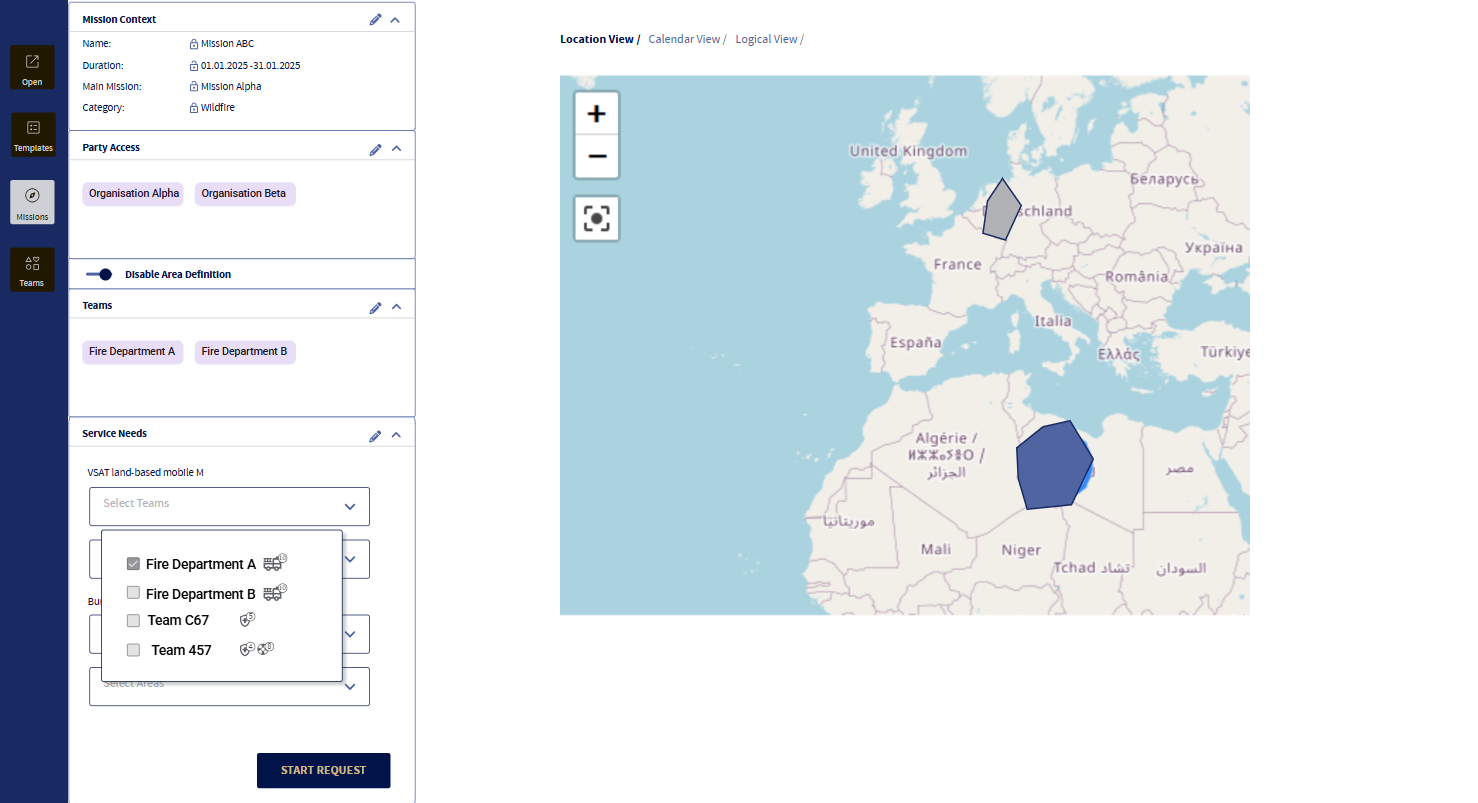 Open
Templates
Missions
Teams
Mission Context
Name: Mission ABC
Duration: 01.01.2025 -31.01.2025
Main Mission: Mission Alpha
Category: Wildfire
Party Access
Organisation Alpha Organisation Beta
Disable Area Definition
Teams
Fire Department A Fire Department B
Service Needs
VSAT land-based mobile M
Select Teams
Fire Department A 10
Fire Department B 10
Team C67
Team 457
Select Areas
START REQUEST
Location View / Calendar View / Logical View /
+
−
United Kingdom
Беларусь
schland
Україна
France
România
Italia
España
Ελλάς
Türkiye
Algérie /
ⵍⵣⵣⴰⵢⴻⵔ /
الجزائر
مصر
موريتانيا
Mali
Niger
Tchad تشاد
السودان